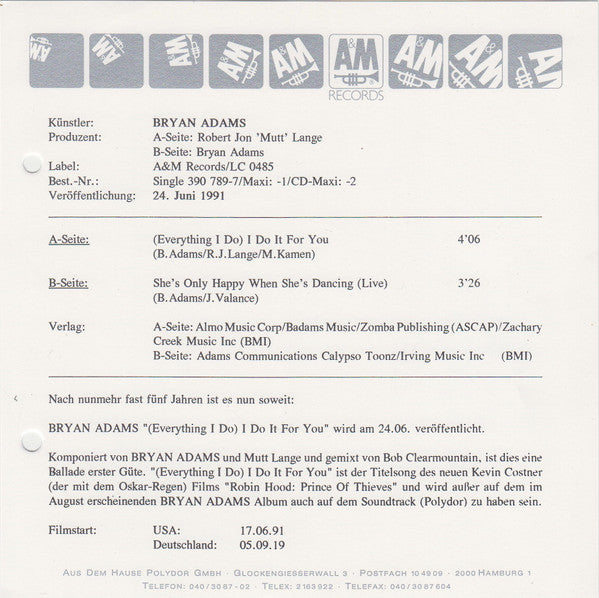 A&M A&M A&M A&M A&M A&M A&M A&M A&M
RECORDS
Künstler: BRYAN ADAMS
Produzent: A-Seite: Robert Jon 'Mutt' Lange
B-Seite: Bryan Adams
Label: A&M Records/LC 0485
Best.-Nr.: Single 390 789-7/Maxi: -1/CD-Maxi: -2
Veröffentlichung: 24. Juni 1991
A-Seite: (Everything I Do) I Do It For You 4'06
(B.Adams/R.J.Lange/M.Kamen)
B-Seite: She's Only Happy When She's Dancing (Live) 3'26
(B.Adams/J.Valance)
Verlag: A-Seite: Almo Music Corp/Badams Music/Zomba Publishing (ASCAP)/Zachary
Creek Music Inc (BMI)
B-Seite: Adams Communications Calypso Toonz/Irving Music Inc (BMI)
Nach nunmehr fast fünf Jahren ist es nun soweit:
BRYAN ADAMS "(Everything I Do) I Do It For You" wird am 24.06. veröffentlicht.
Komponiert von BRYAN ADAMS und Mutt Lange und gemixt von Bob Clearmountain, ist dies eine
Ballade erster Güte. "(Everything I Do) I Do It For You" ist der Titelsong des neuen Kevin Costner
(der mit dem Oskar-Regen) Films "Robin Hood: Prince Of Thieves" und wird außer auf dem im
August erscheinenden BRYAN ADAMS Album auch auf dem Soundtrack (Polydor) zu haben sein.
Filmstart: USA: 17.06.91
Deutschland: 05.09.19
AUS DEM HAUSE POLYDOR GMBH · GLOCKENGIESSERWALL 3 · POSTFACH 10 49 09 · 2000 HAMBURG 1
TELEFON: 040/30 87-02 · TELEX: 2163922 · TELEFAX: 040/30 87 604